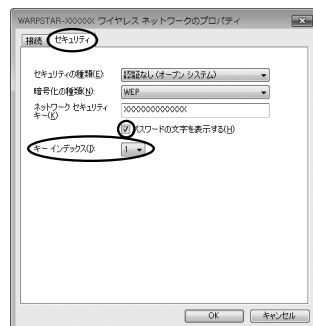 WARPSTAR-XXXXXX ワイヤレス ネットワークのプロパティ
接続 セキュリティ
セキュリティの種類(E): 認証なし (オープン システム)
暗号化の種類(N): WEP
ネットワーク セキュリティ キー(K) XXXXXXXXXXXXX
パスワードの文字を表示する(H)
キー インデックス(I): 1
OK キャンセル